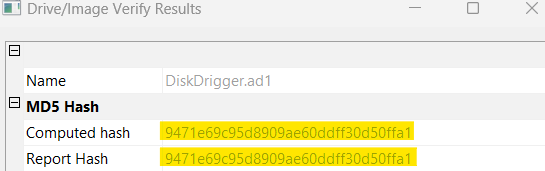 Drive/Image Verify Results
Name DiskDrigger.ad1
MD5 Hash
Computed hash 9471e69c95d8909ae60ddff30d50ffa1
Report Hash 9471e69c95d8909ae60ddff30d50ffa1